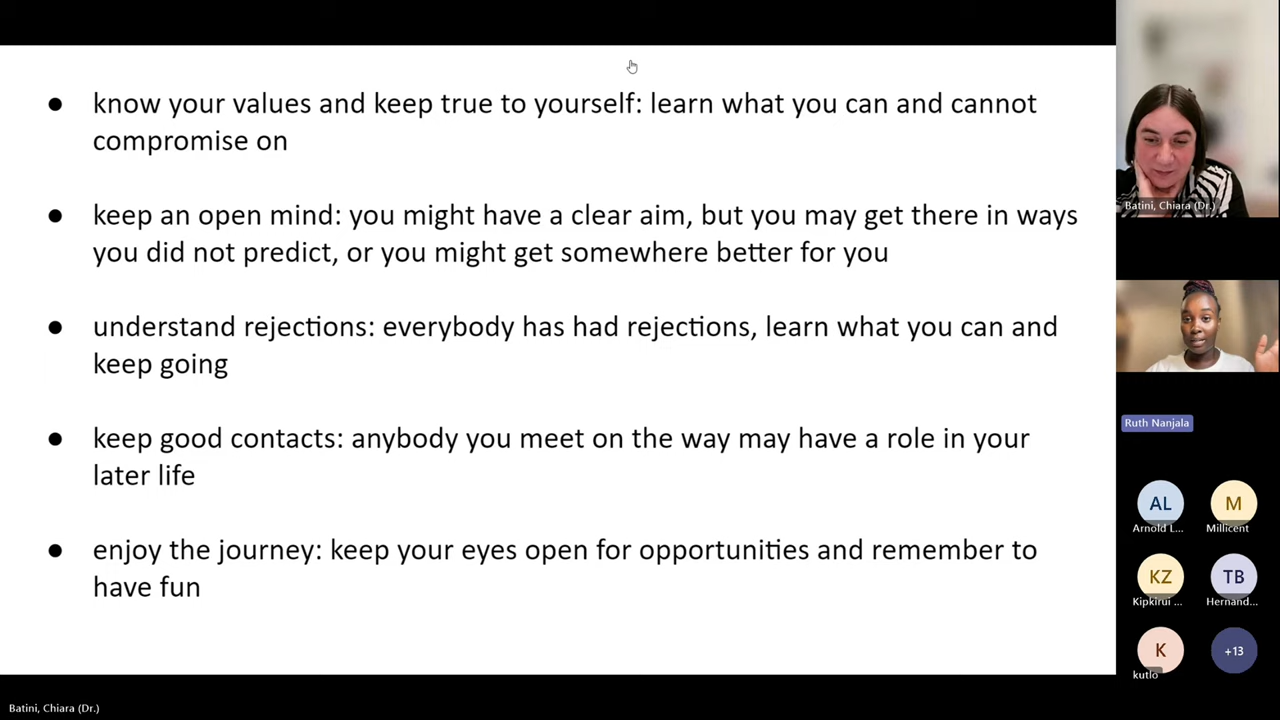 ● know your values and keep true to yourself: learn what you can and cannot
compromise on
● keep an open mind: you might have a clear aim, but you may get there in ways
you did not predict, or you might get somewhere better for you
● understand rejections: everybody has had rejections, learn what you can and
keep going
● keep good contacts: anybody you meet on the way may have a role in your
later life
● enjoy the journey: keep your eyes open for opportunities and remember to
have fun
Batini, Chiara (Dr.)
Ruth Nanjala
AL
Arnold L...
M
Millicent
KZ
Kipkirui ...
TB
Hernand...
K
kutlo
+13
Batini, Chiara (Dr.)